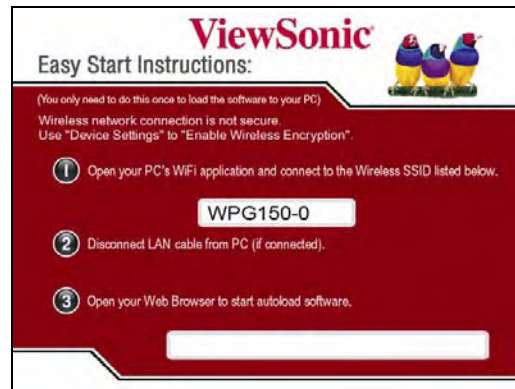 ViewSonic
Easy Start Instructions:
(You only need to do this once to load the software to your PC)
Wireless network connection is not secure.
Use "Device Settings" to "Enable Wireless Encryption".
1 Open your PC's WiFi application and connect to the Wireless SSID listed below.
WPG150-0
2 Disconnect LAN cable from PC (if connected).
3 Open your Web Browser to start autoload software.